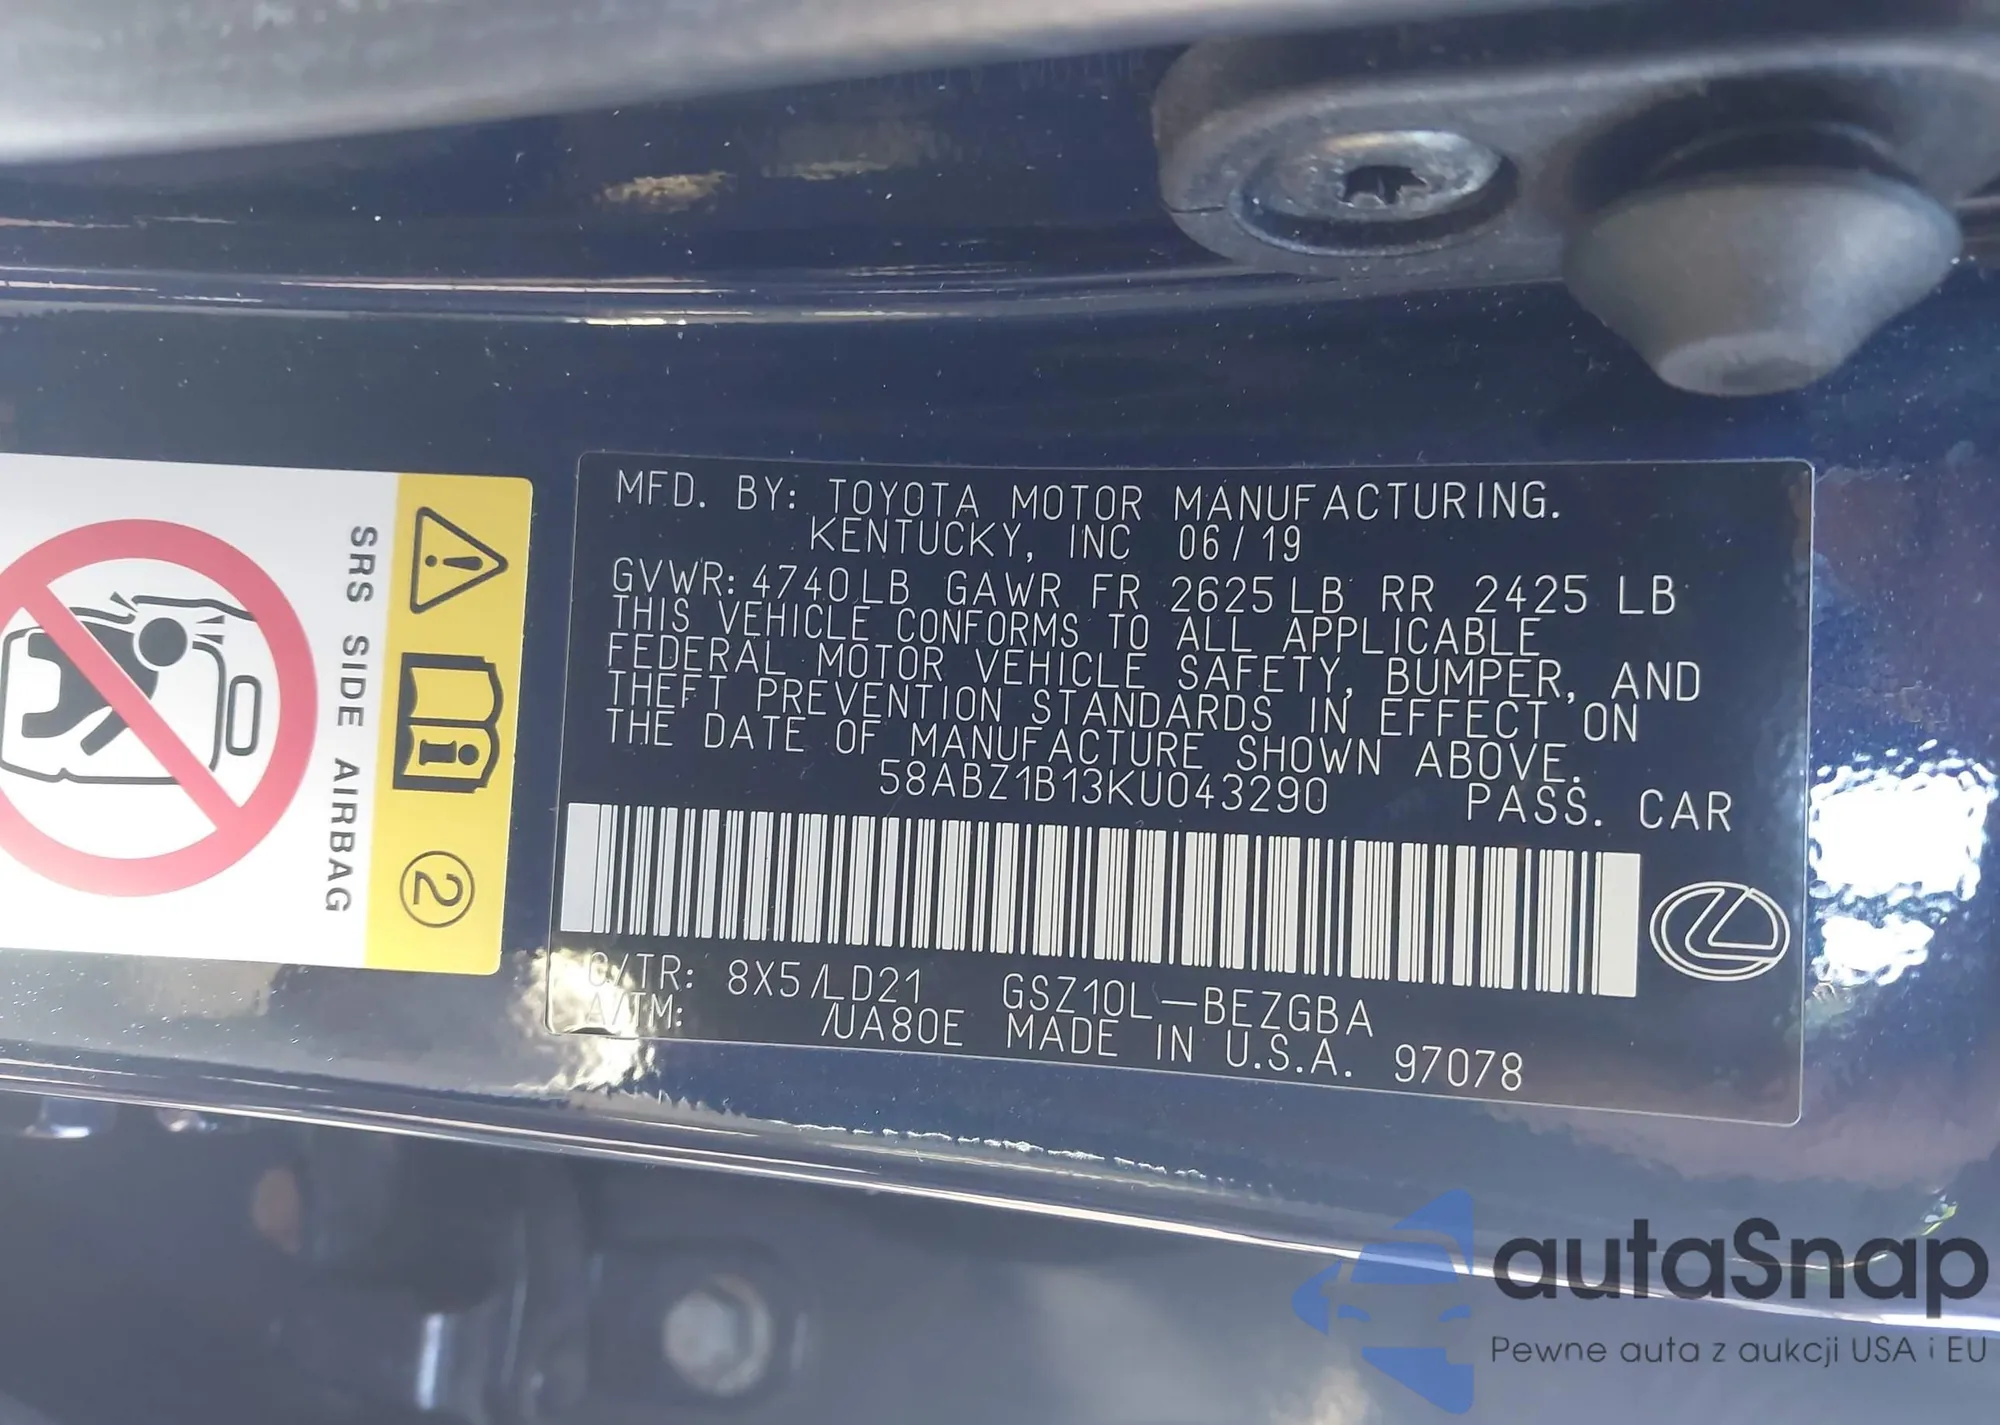 MFD. BY: TOYOTA MOTOR MANUFACTURING.
KENTUCKY, INC 06/19
GVWR: 4740LB GAWR FR 2625LB RR 2425 LB
THIS VEHICLE CONFORMS TO ALL APPLICABLE
FEDERAL MOTOR VEHICLE SAFETY, BUMPER, AND
THEFT PREVENTION STANDARDS IN EFFECT ON
THE DATE OF MANUFACTURE SHOWN ABOVE.
58ABZ1B13KU043290 PASS. CAR
C/TR: 8X5/LD21 GSZ10L-BEZGBA
A/TM: /UA80E MADE IN U.S.A. 97078
SRS SIDE AIRBAG
2
autaSnap
Pewne auta z aukcji USA i EU